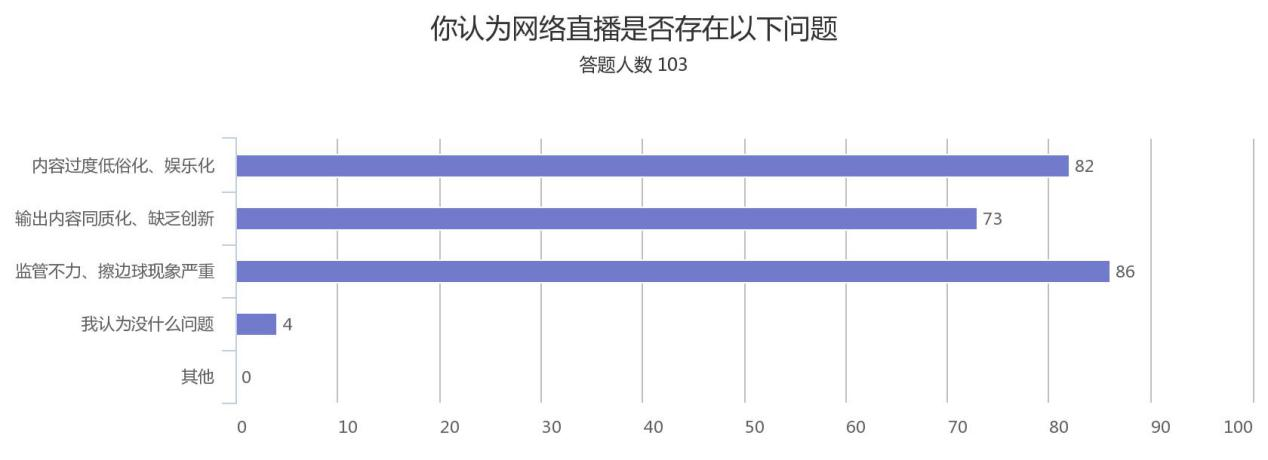 你认为网络直播是否存在以下问题
答题人数 103
内容过度低俗化、娱乐化 82
输出内容同质化、缺乏创新 73
监管不力、擦边球现象严重 86
我认为没什么问题 4
其他 0
0 10 20 30 40 50 60 70 80 90 100